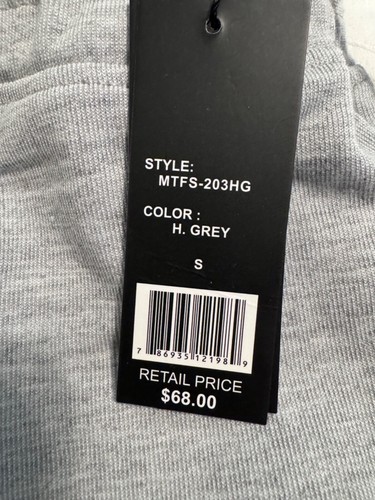 STYLE:
MTFS-203HG
COLOR :
H. GREY
S
7 86935 12198 9
RETAIL PRICE
$68.00